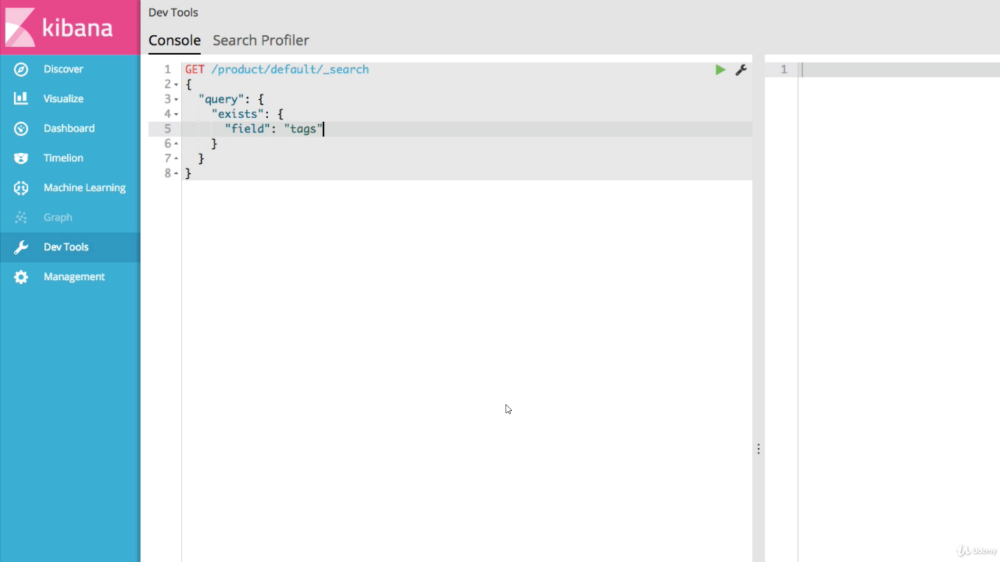 kibana
Discover
Visualize
Dashboard
Timelion
Machine Learning
Graph
Dev Tools
Management
Dev Tools
Console Search Profiler
1 GET /product/default/_search
2 {
3 "query": {
4 "exists": {
5 "field": "tags"
6 }
7 }
8 }
1
Udemy